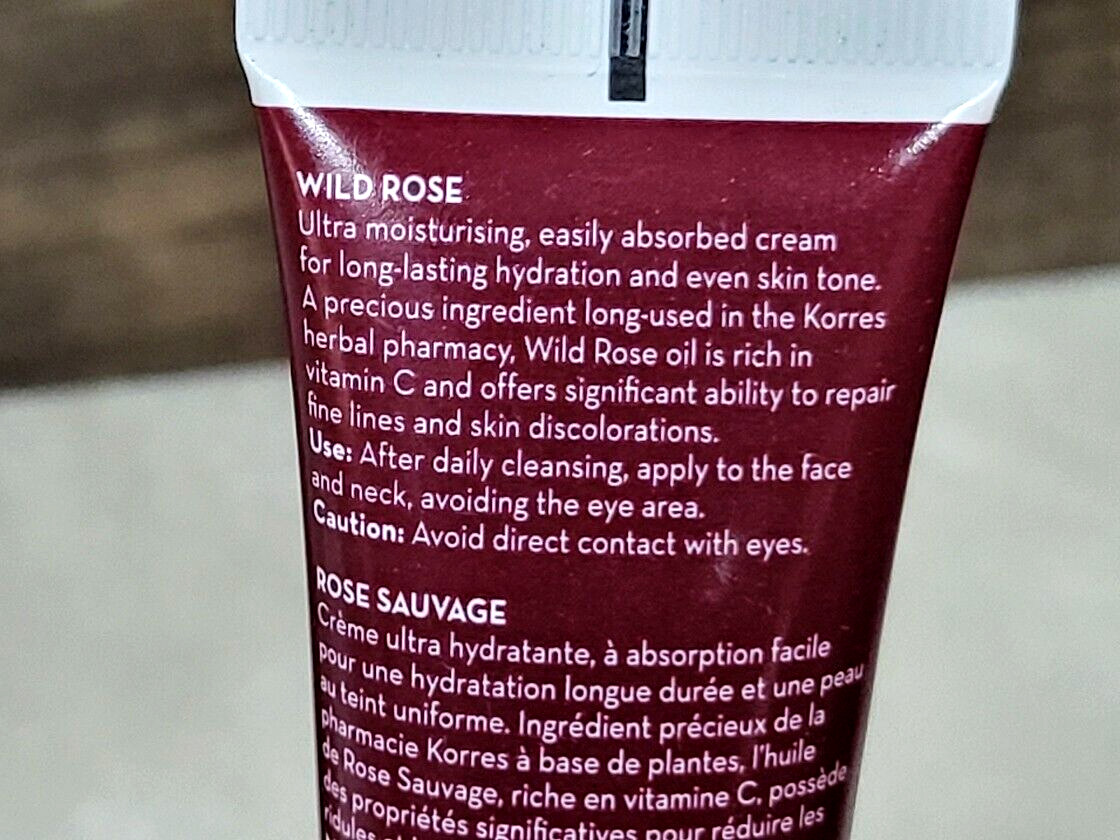 WILD ROSE
Ultra moisturising, easily absorbed cream
for long-lasting hydration and even skin tone.
A precious ingredient long-used in the Korres
herbal pharmacy, Wild Rose oil is rich in
vitamin C and offers significant ability to repair
fine lines and skin discolorations.
Use: After daily cleansing, apply to the face
and neck, avoiding the eye area.
Caution: Avoid direct contact with eyes.
ROSE SAUVAGE
Crème ultra hydratante, à absorption facile
pour une hydratation longue durée et une peau
au teint uniforme. Ingrédient précieux de la
pharmacie Korres à base de plantes, l'huile
de Rose Sauvage, riche en vitamine C, possède
des propriétés significatives pour réduire les
ridules